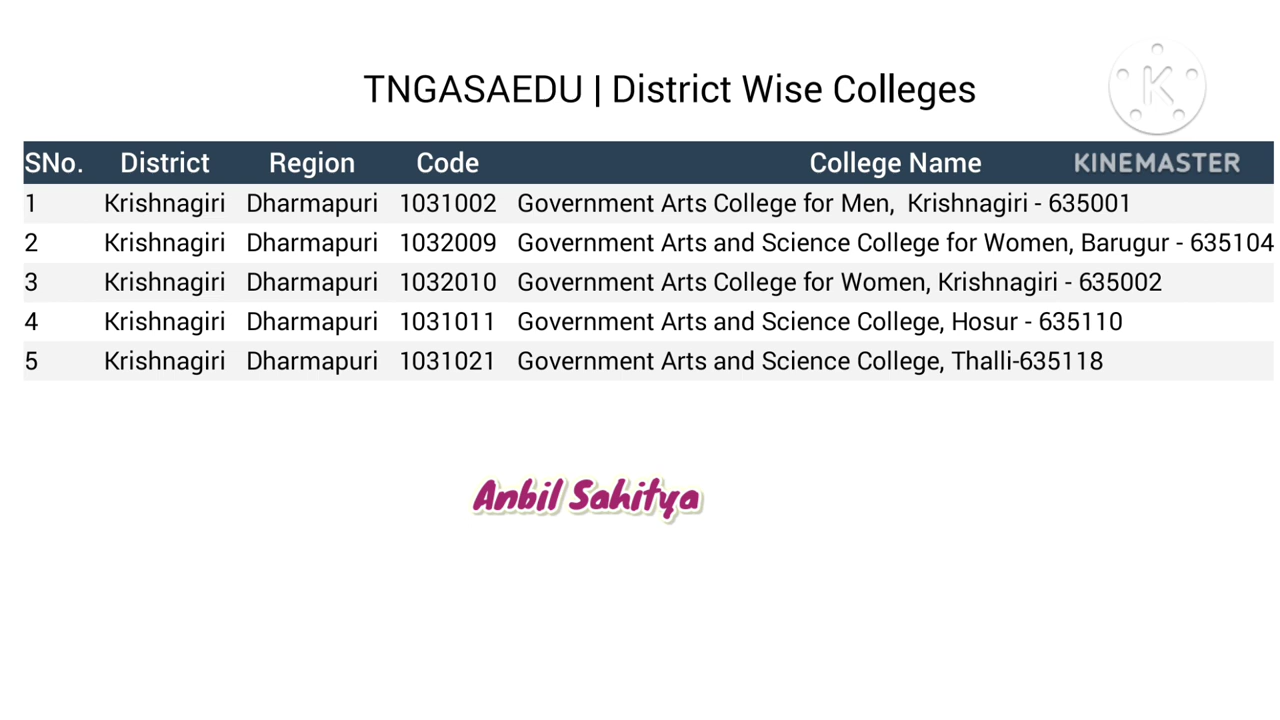 TNGASAEDU | District Wise Colleges
K
SNo. District Region Code College Name KINEMASTER
1 Krishnagiri Dharmapuri 1031002 Government Arts College for Men, Krishnagiri - 635001
2 Krishnagiri Dharmapuri 1032009 Government Arts and Science College for Women, Barugur - 635104
3 Krishnagiri Dharmapuri 1032010 Government Arts College for Women, Krishnagiri - 635002
4 Krishnagiri Dharmapuri 1031011 Government Arts and Science College, Hosur - 635110
5 Krishnagiri Dharmapuri 1031021 Government Arts and Science College, Thalli-635118
Anbil Sahitya